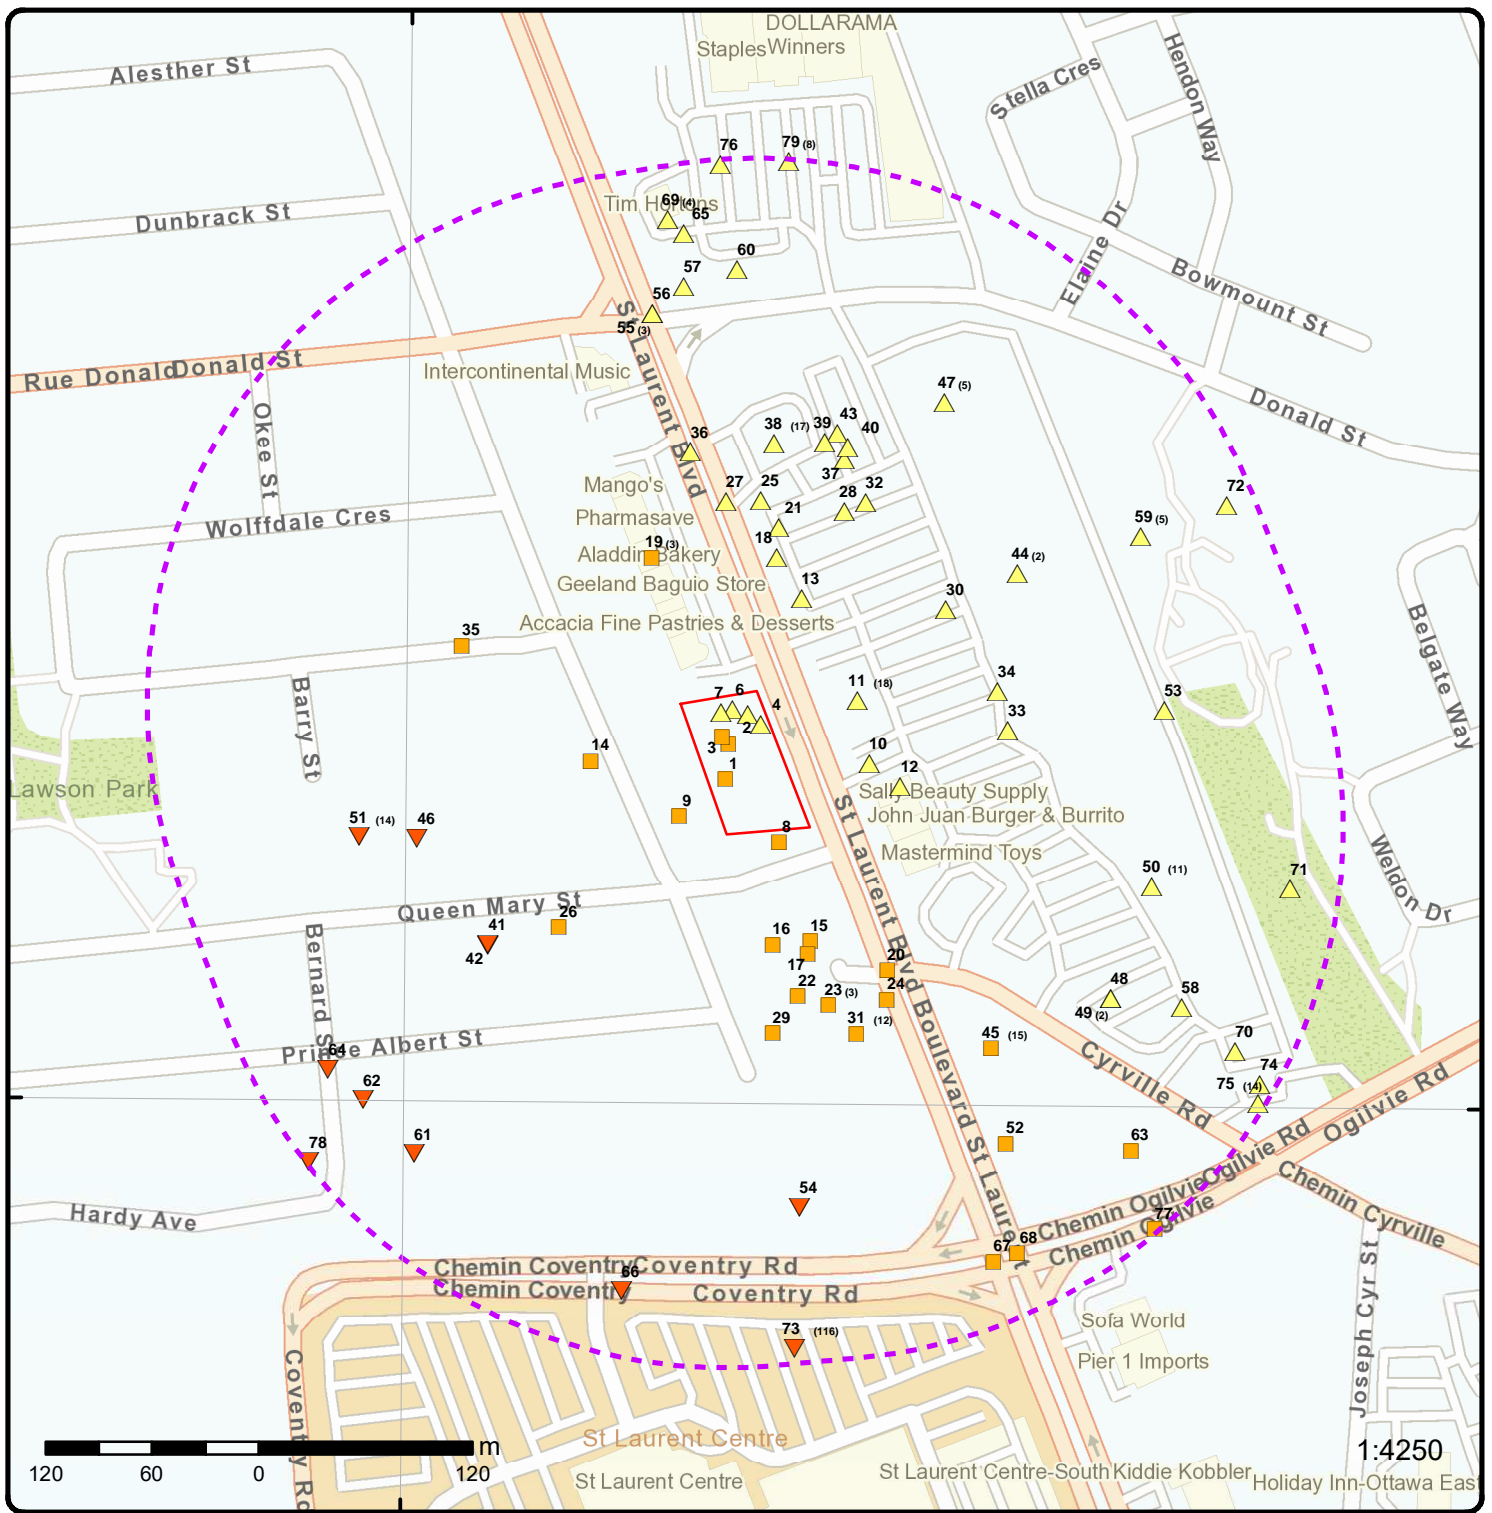 DOLLARAMA
Staples
Winners
Alesther St
Stella Cres
Hendon Way
76
79 (8)
Dunbrack St
Tim Hortons
69 (4)
65
60
57
56
55 (3)
Elaine Dr
Bowmount St
St Laurent Blvd
Rue Donald
Donald St
Intercontinental Music
Okee St
47 (5)
Donald St
36
38 (17)
39
43
40
37
Mango's
27
25
28
32
72
Pharmasave
21
Wolffdale Cres
59 (5)
19 (3)
Aladdin Bakery
18
44 (2)
Geeland Baguio Store
13
30
Accacia Fine Pastries & Desserts
35
Belgate Way
Barry St
34
53
7
6
4
2
3
11 (18)
33
14
10
1
12
Lawson Park
Sally Beauty Supply
9
8
John Juan Burger & Burrito
51 (14)
46
Mastermind Toys
St Laurent Blvd
50 (11)
71
Weldon Dr
Queen Mary St
26
41
42
Bernard St
16
15
17
20
22
23 (3)
24
48
49 (2)
58
29
31 (12)
45 (15)
Prince Albert St
64
70
74
75 (14)
62
Cyrville Rd
Ogilvie Rd
Boulevard St Laurent
61
78
52
63
Hardy Ave
54
Chemin Ogilvie
Ogilvie Rd
Chemin Ogilvie
Chemin Cyrville
77
67
68
Chemin Coventry
Coventry Rd
66
Chemin Coventry
Coventry Rd
73 (116)
Sofa World
Pier 1 Imports
Joseph Cyr St
Coventry Rd
St Laurent Centre
m
1:4250
120
60
0
120
St Laurent Centre
St Laurent Centre-South
Kiddie Kobbler
Holiday Inn-Ottawa East